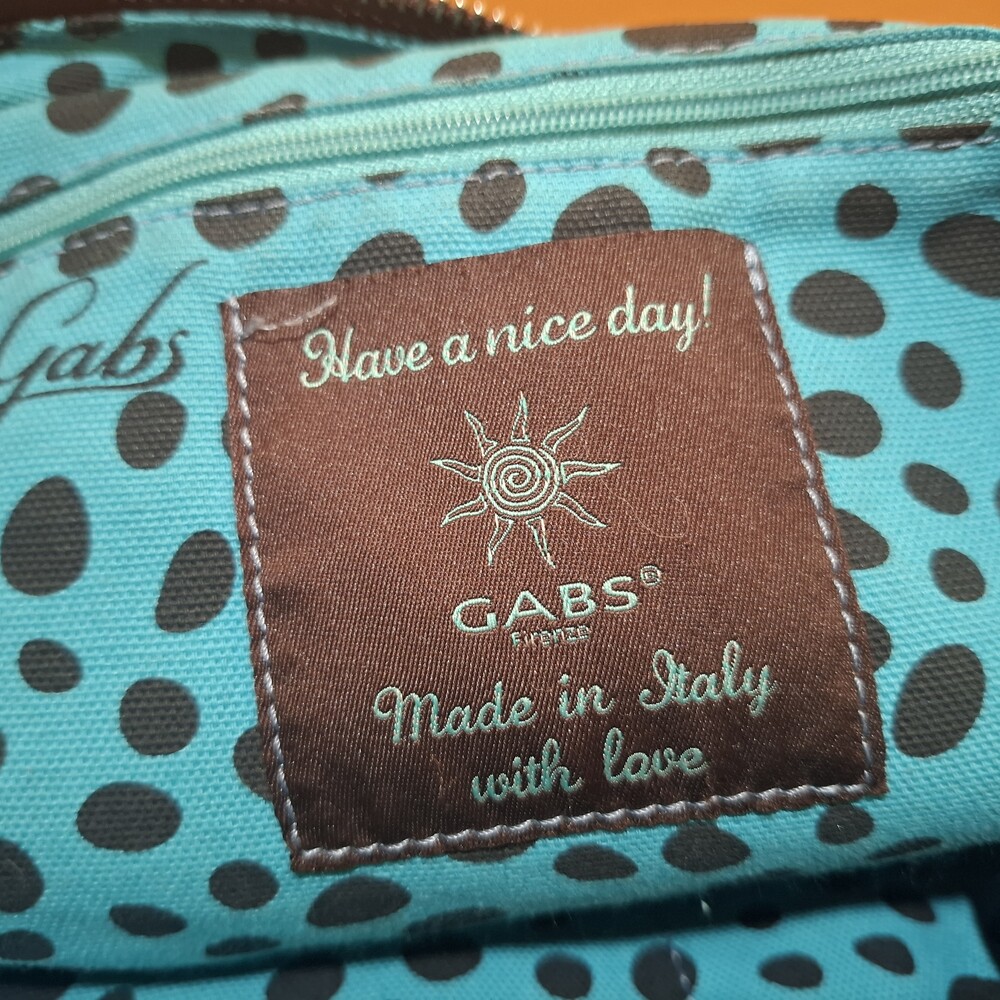 Gabs
Have a nice day!
GABS®
Firenze
Made in Italy
with love